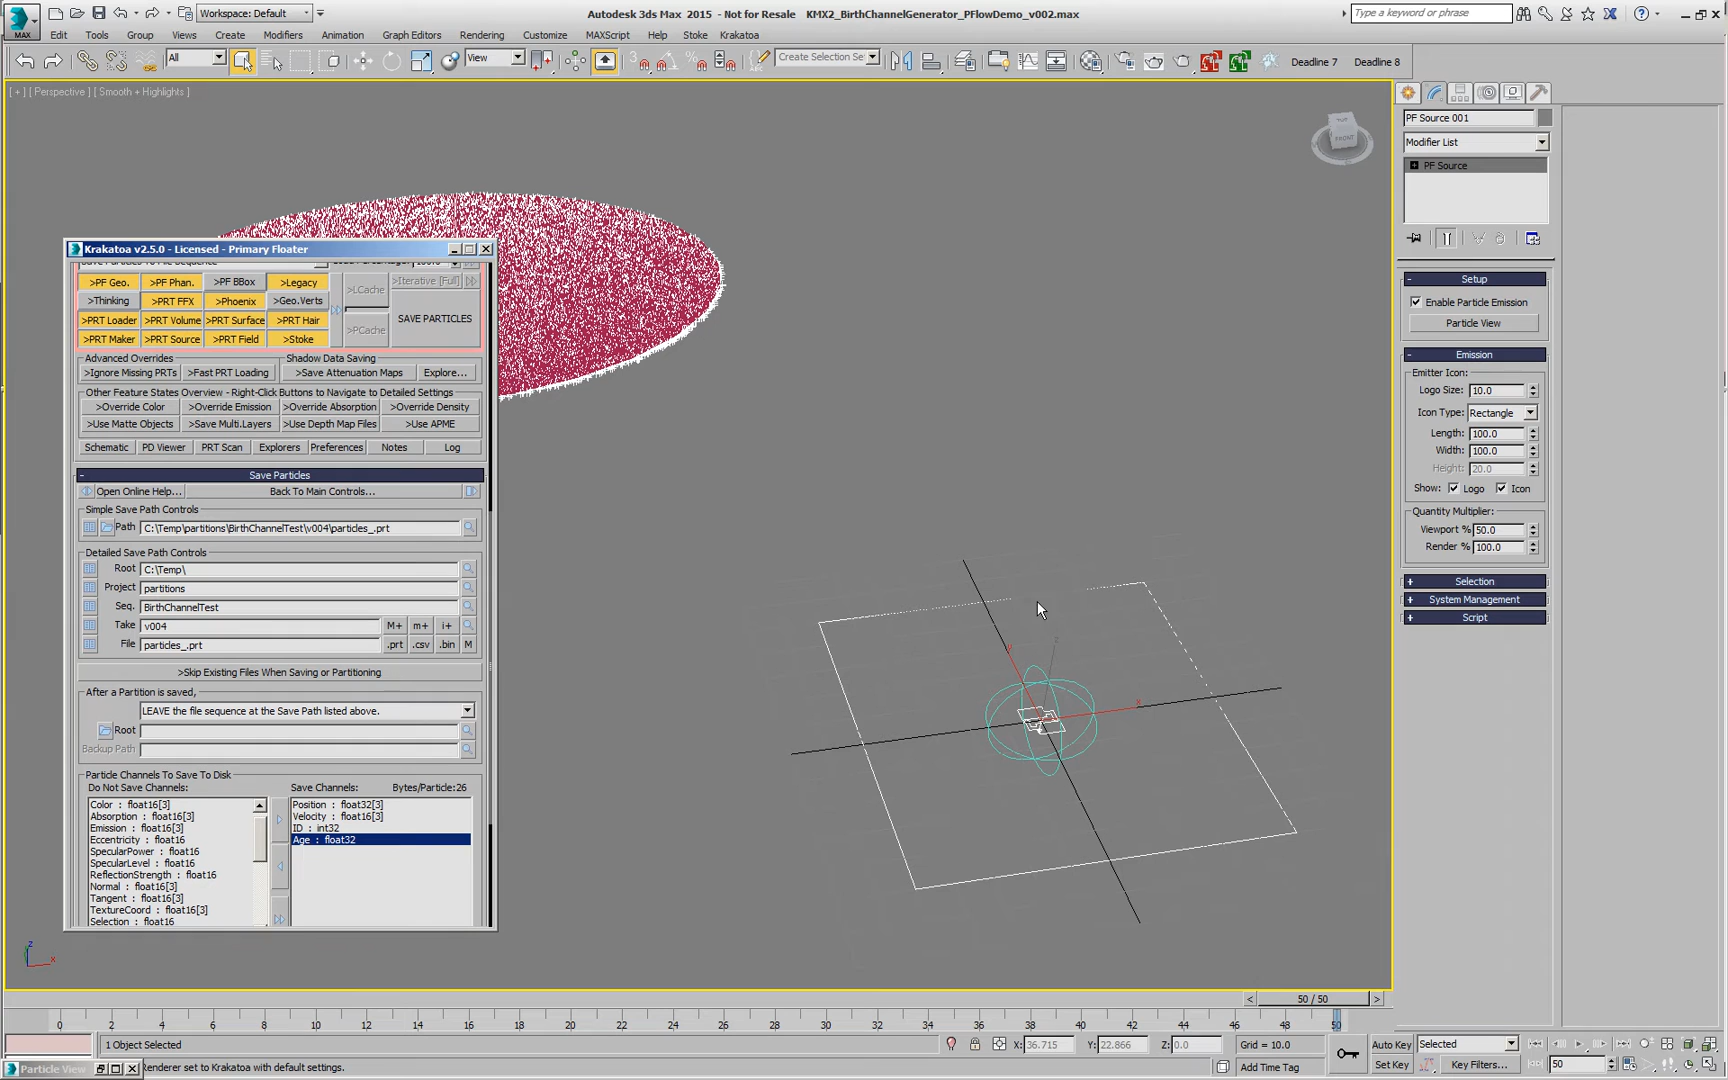 Workspace: Default
Autodesk 3ds Max 2015 - Not for Resale KMX2_BirthChannelGenerator_PFlowDemo_v002.max
Type a keyword or phrase
MAX
Edit Tools Group Views Create Modifiers Animation Graph Editors Rendering Customize MAXScript Help Stoke Krakatoa
All
View
3
Create Selection Se
Deadline 7 Deadline 8
[ + ] [ Perspective ] [ Smooth + Highlights ]
FRONT
PF Source 001
Modifier List
PF Source
Krakatoa v2.5.0 - Licensed - Primary Floater
>PF Geo. >PF Phan. >PF BBox >Legacy
>LCache
>Iterative [Full]
>Thinking >PRT FFX >Phoenix >Geo.Verts
>PRT Loader >PRT Volume >PRT Surface >PRT Hair
SAVE PARTICLES
>PCache
>PRT Maker >PRT Source >PRT Field >Stoke
Advanced Overrides Shadow Data Saving
>Ignore Missing PRTs >Fast PRT Loading >Save Attenuation Maps Explore...
Other Feature States Overview - Right-Click Buttons to Navigate to Detailed Settings
>Override Color >Override Emission >Override Absorption >Override Density
>Use Matte Objects >Save Multi.Layers >Use Depth Map Files >Use APME
Schematic PD Viewer PRT Scan Explorers Preferences Notes Log
- Save Particles
Open Online Help... Back To Main Controls...
Simple Save Path Controls
Path C:\Temp\partitions\BirthChannelTest\v004\particles_.prt
Detailed Save Path Controls
Root C:\Temp\
Project partitions
Seq. BirthChannelTest
Take v004 M+ m+ i+
File particles_.prt .prt .csv .bin M
>Skip Existing Files When Saving or Partitioning
After a Partition is saved,
LEAVE the file sequence at the Save Path listed above.
Root
Backup Path
Particle Channels To Save To Disk
Do Not Save Channels: Save Channels: Bytes/Particle:26
Color : float16[3]
Absorption : float16[3]
Emission : float16[3]
Eccentricity : float16
SpecularPower : float16
SpecularLevel : float16
ReflectionStrength : float16
Normal : float16[3]
Tangent : float16[3]
TextureCoord : float16[3]
Selection : float16
Position : float32[3]
Velocity : float16[3]
ID : int32
Age : float32
- Setup
Enable Particle Emission
Particle View
- Emission
Emitter Icon:
Logo Size: 10.0
Icon Type: Rectangle
Length: 100.0
Width: 100.0
Height: 20.0
Show: Logo Icon
Quantity Multiplier:
Viewport % 50.0
Render % 100.0
+ Selection
+ System Management
+ Script
x
y
z
z
x
< 50 / 50 >
0 2 4 6 8 10 12 14 16 18 20 22 24 26 28 30 32 34 36 38 40 42 44 46 48 50
1 Object Selected
X: 36.715 Y: 22.866 Z: 0.0 Grid = 10.0
Auto Key Selected
Particle View
Renderer set to Krakatoa with default settings.
Add Time Tag
Set Key Key Filters... 50